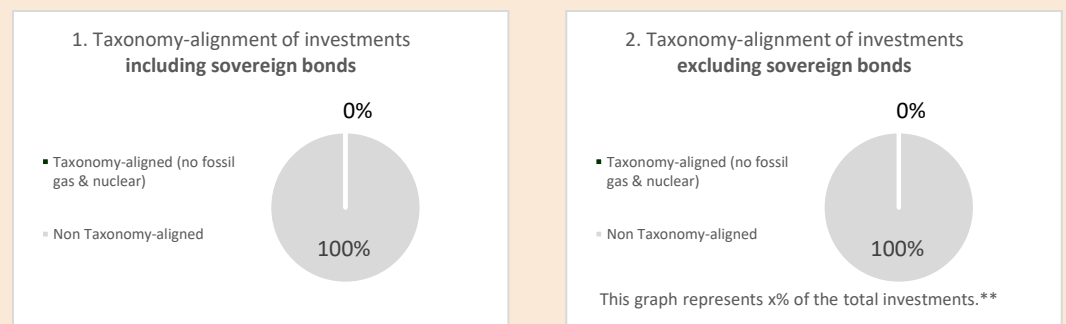 1. Taxonomy-alignment of investments
including sovereign bonds
0%
Taxonomy-aligned (no fossil
gas & nuclear)
Non Taxonomy-aligned
100%
2. Taxonomy-alignment of investments
excluding sovereign bonds
0%
Taxonomy-aligned (no fossil
gas & nuclear)
Non Taxonomy-aligned
100%
This graph represents x% of the total investments.**